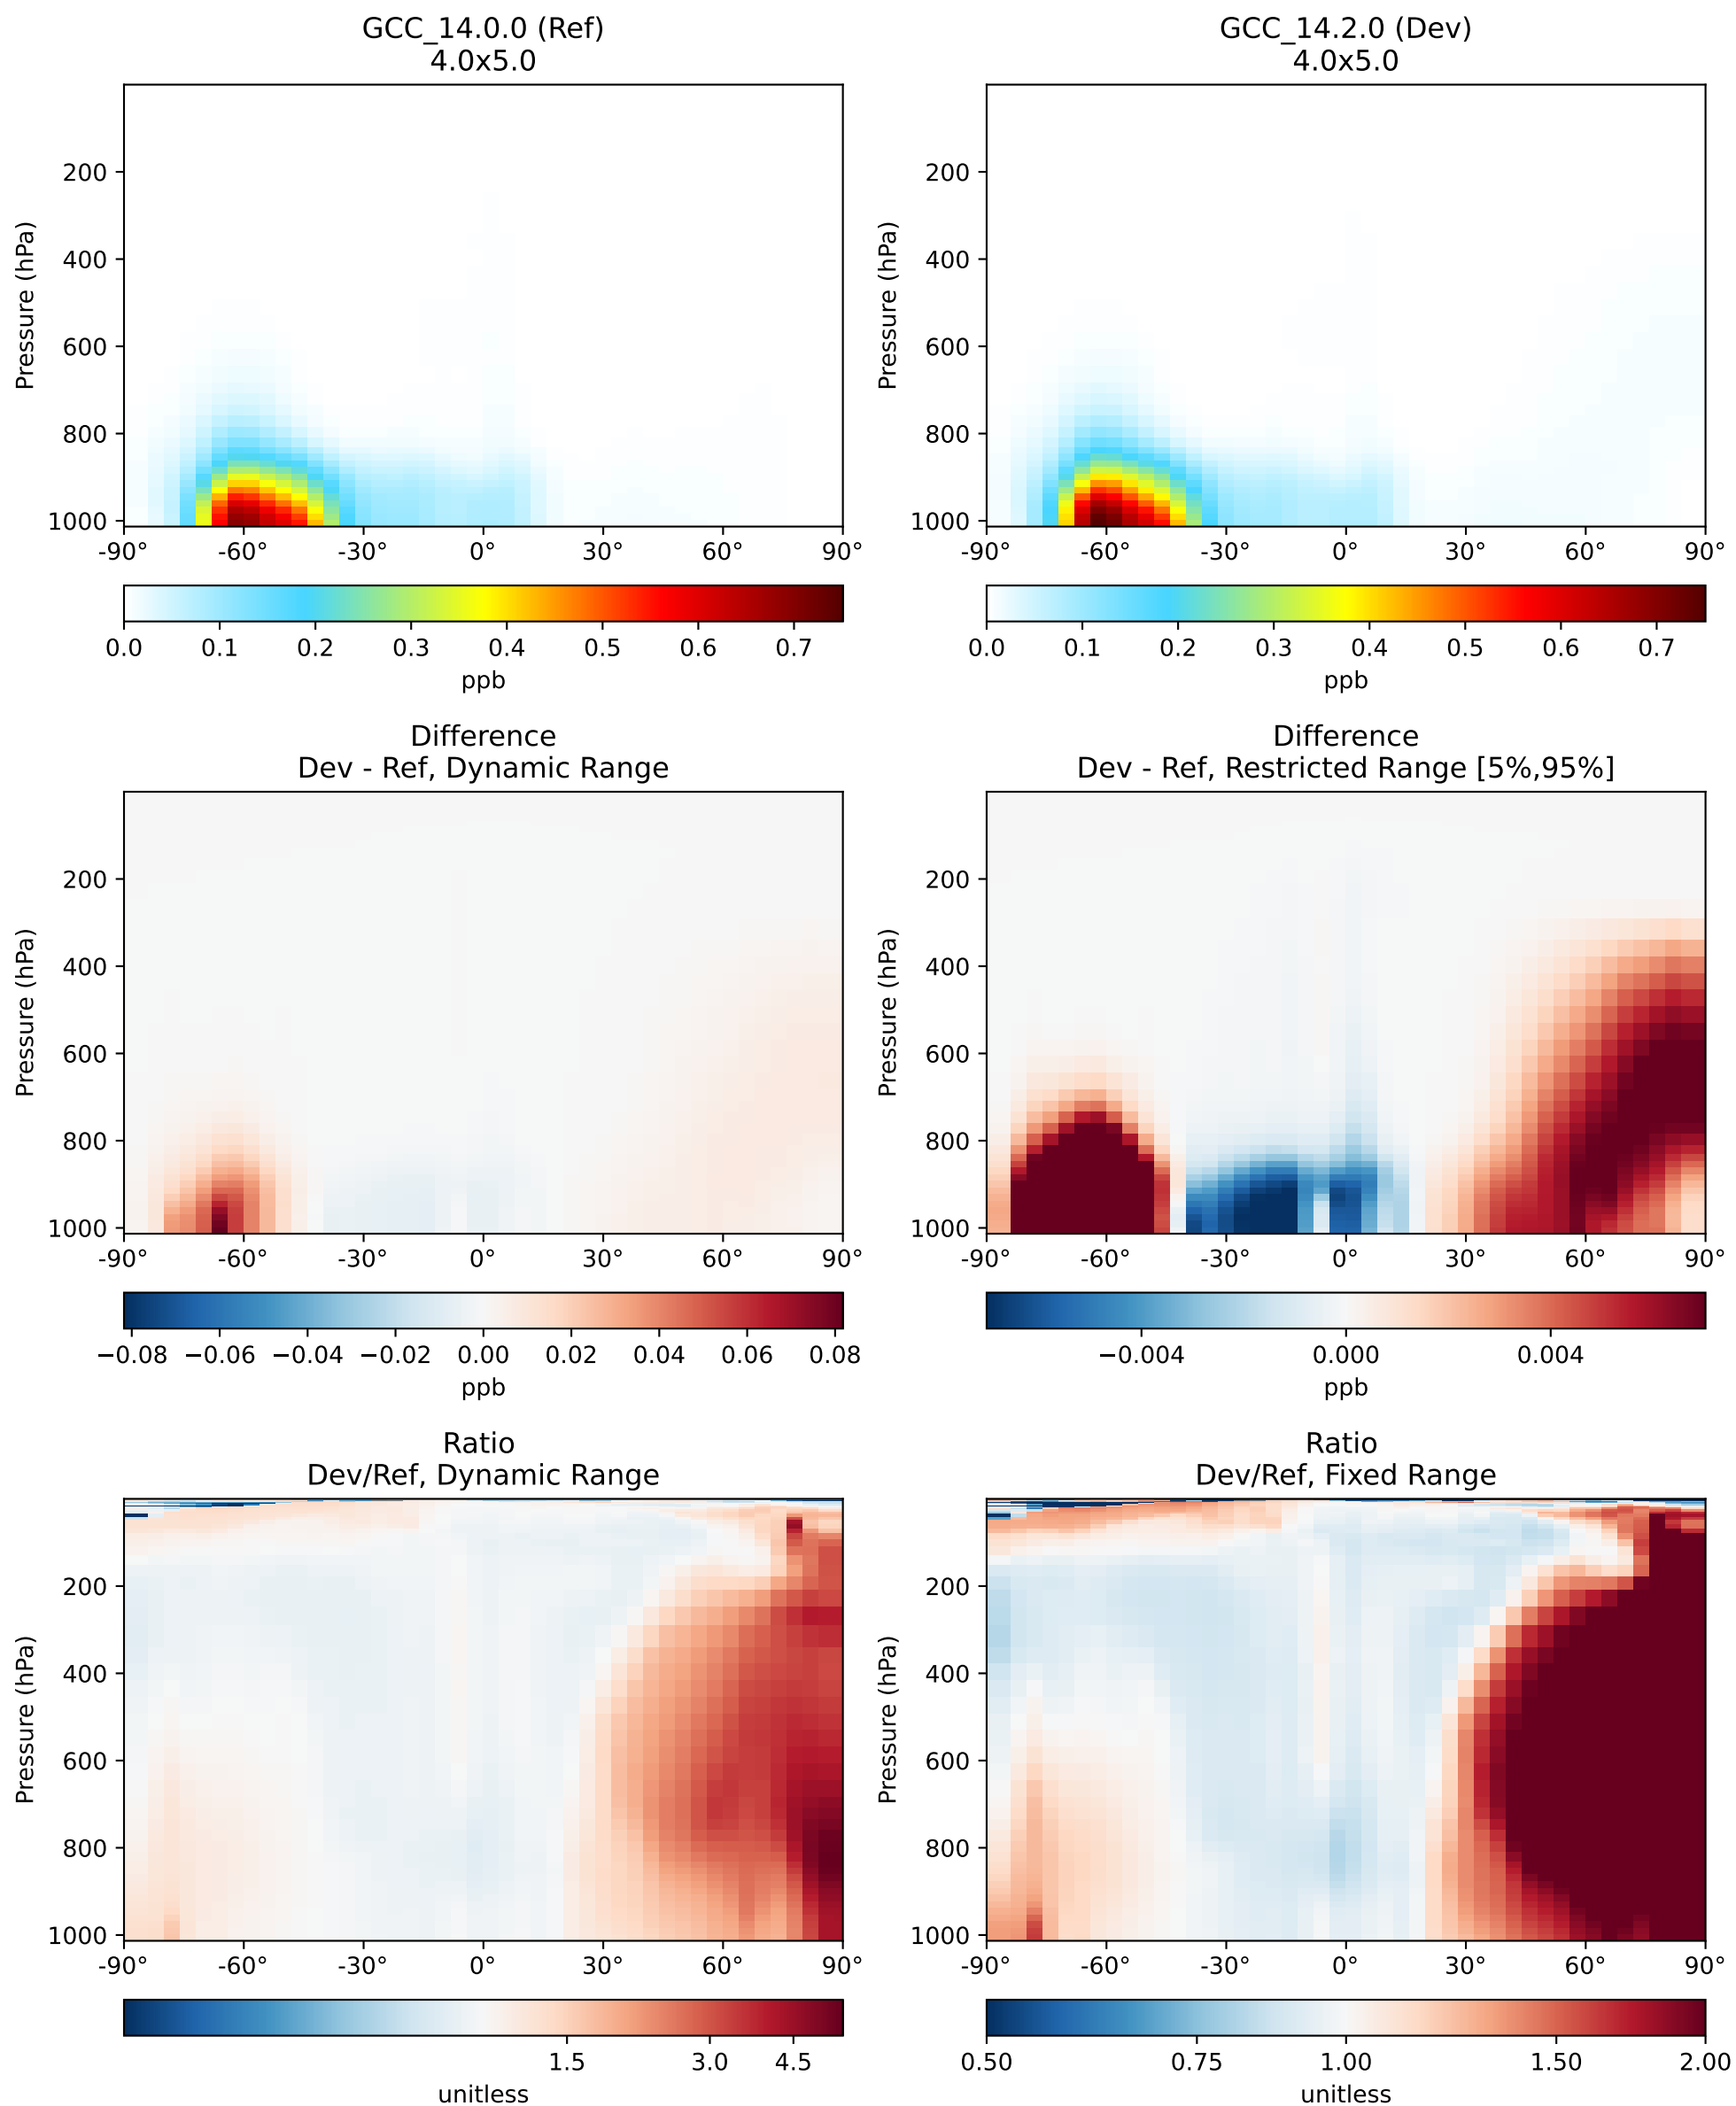 GCC_14.0.0 (Ref)
4.0x5.0
GCC_14.2.0 (Dev)
4.0x5.0
Pressure (hPa)
200
400
600
800
1000
-90° -60° -30° 0° 30° 60° 90°
0.0 0.1 0.2 0.3 0.4 0.5 0.6 0.7
ppb
Pressure (hPa)
200
400
600
800
1000
-90° -60° -30° 0° 30° 60° 90°
0.0 0.1 0.2 0.3 0.4 0.5 0.6 0.7
ppb
Difference
Dev - Ref, Dynamic Range
Difference
Dev - Ref, Restricted Range [5%,95%]
Pressure (hPa)
200
400
600
800
1000
-90° -60° -30° 0° 30° 60° 90°
−0.08 −0.06 −0.04 −0.02 0.00 0.02 0.04 0.06 0.08
ppb
Pressure (hPa)
200
400
600
800
1000
-90° -60° -30° 0° 30° 60° 90°
−0.004 0.000 0.004
ppb
Ratio
Dev/Ref, Dynamic Range
Ratio
Dev/Ref, Fixed Range
Pressure (hPa)
200
400
600
800
1000
-90° -60° -30° 0° 30° 60° 90°
1.5 3.0 4.5
unitless
Pressure (hPa)
200
400
600
800
1000
-90° -60° -30° 0° 30° 60° 90°
0.50 0.75 1.00 1.50 2.00
unitless